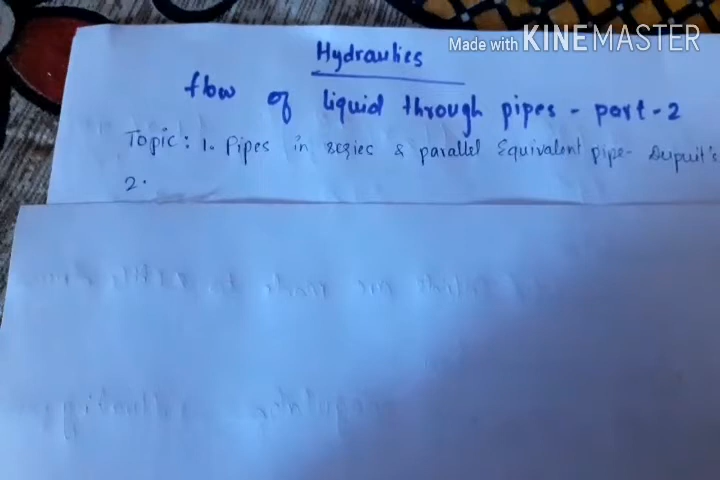 Made with KINEMASTER
Hydraulics
flow of liquid through pipes - part-2
Topic: 1. Pipes in series & parallel Equivalent pipe- Dupuit's
2.